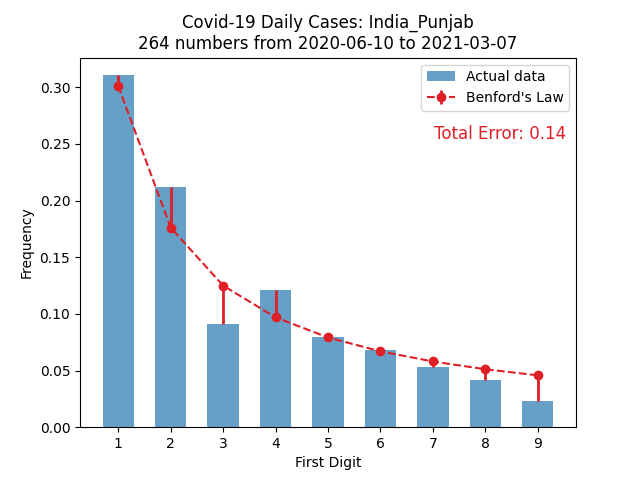 Covid-19 Daily Cases: India_Punjab
264 numbers from 2020-06-10 to 2021-03-07
Actual data
Benford's Law
Total Error: 0.14
Frequency
0.30
0.25
0.20
0.15
0.10
0.05
0.00
1 2 3 4 5 6 7 8 9
First Digit